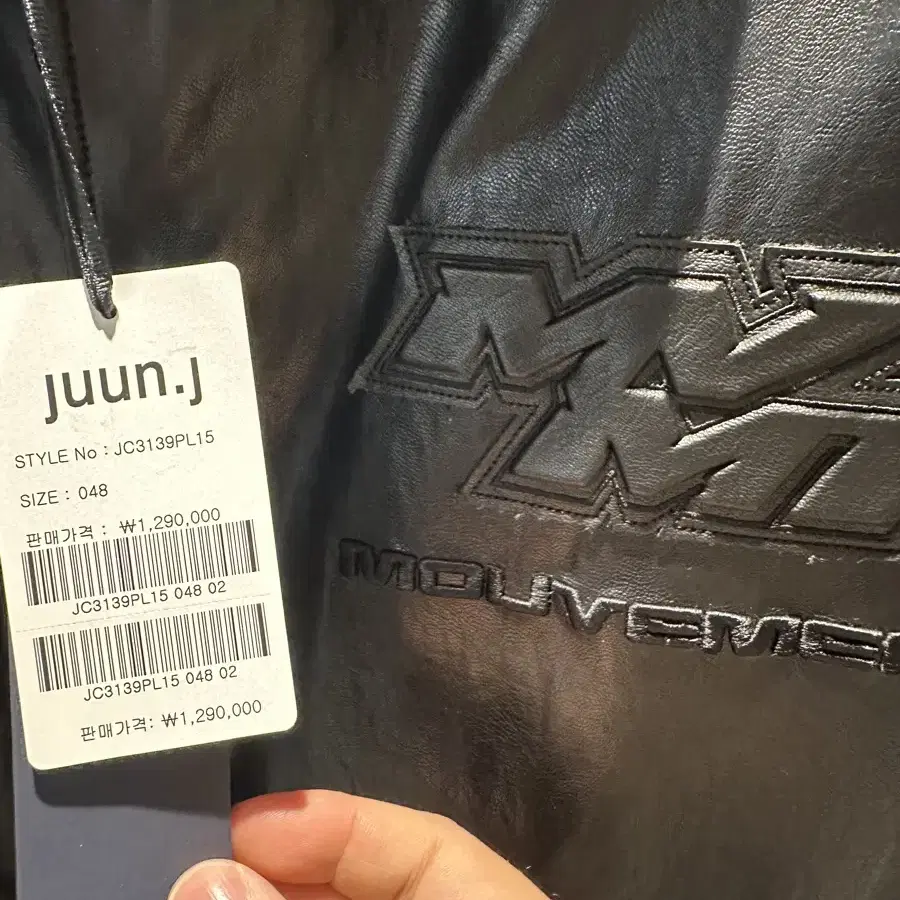 juun.j
STYLE No : JC3139PL15
SIZE : 048
판매가격 : ₩1,290,000
JC3139PL15 048 02
JC3139PL15 048 02
판매가격: ₩1,290,000